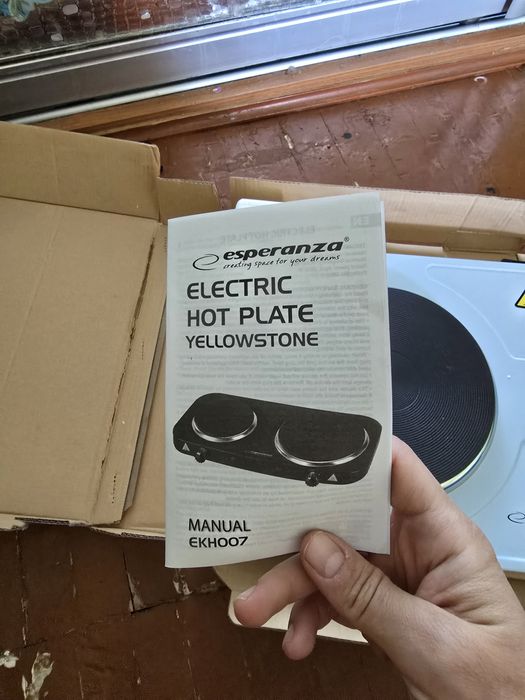 esperanza®
creating space for your dreams
ELECTRIC
HOT PLATE
YELLOWSTONE
MANUAL
EKH007